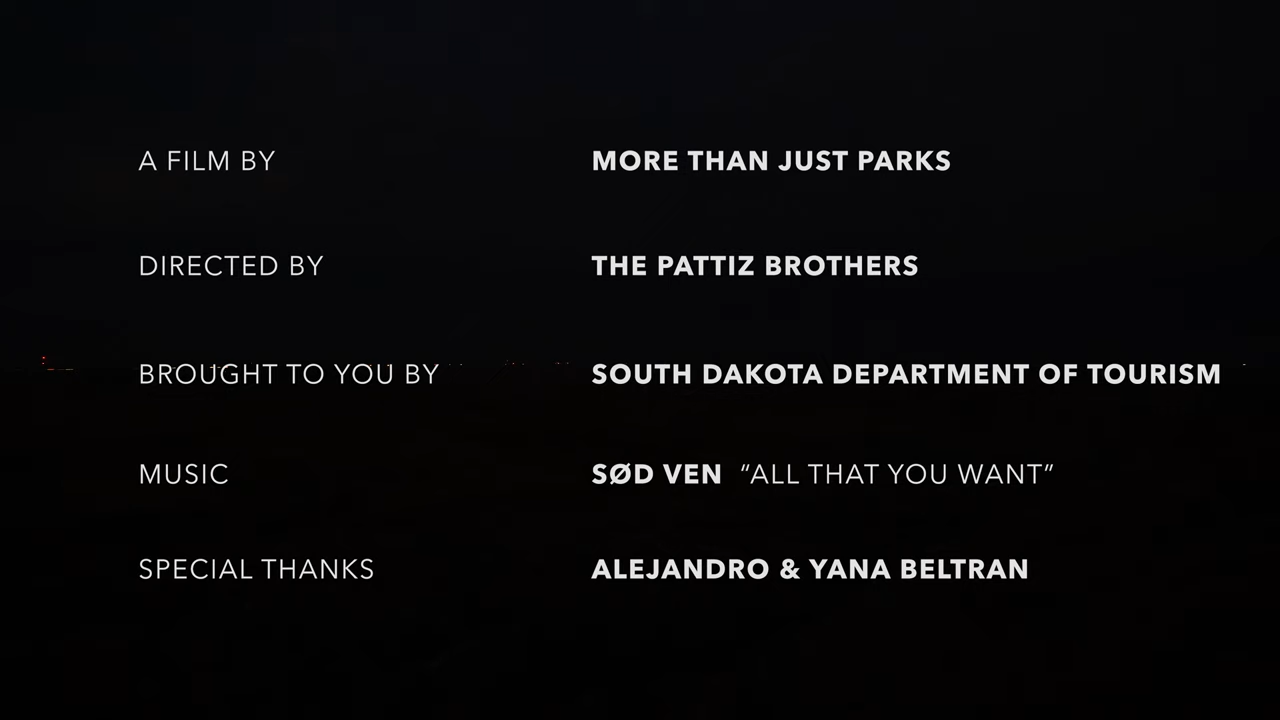 A FILM BY MORE THAN JUST PARKS
DIRECTED BY THE PATTIZ BROTHERS
BROUGHT TO YOU BY SOUTH DAKOTA DEPARTMENT OF TOURISM
MUSIC SØD VEN “ALL THAT YOU WANT”
SPECIAL THANKS ALEJANDRO & YANA BELTRAN